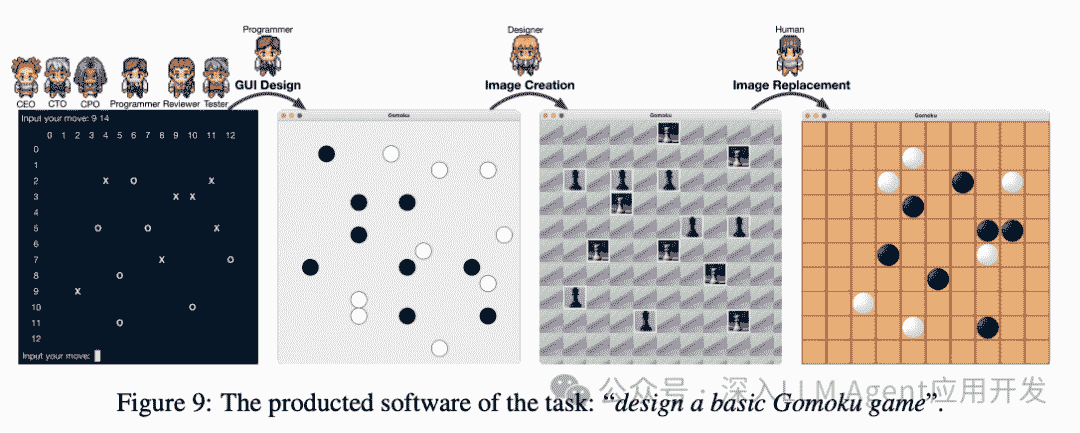 Programmer
Designer
Human
GUI Design
Image Creation
Image Replacement
CEO CTO CPO Programmer Reviewer Tester
Input your move: 9 14
0 1 2 3 4 5 6 7 8 9 10 11 12
0
1
2 X O X
3 X X
4
5 O O X
6
7 X O
8 O
9 X
10 O
11 O
12
Input your move:
Gomoku
Gomoku
Gomoku
公众号 · 深入LLM Agent应用开发
Figure 9: The producted software of the task: “design a basic Gomoku game”.